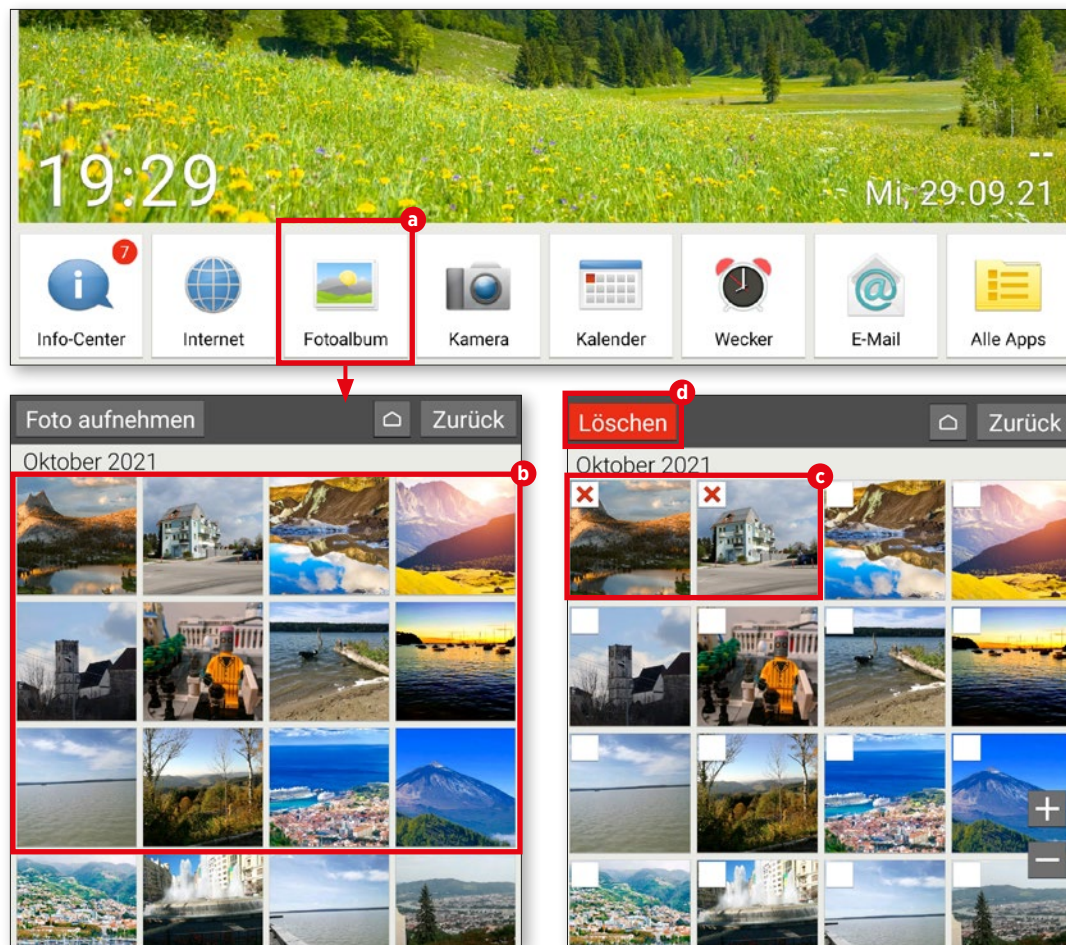 19:29
--
Mi, 29.09.21
a
7
Info-Center
Internet
Fotoalbum
Kamera
Kalender
Wecker
E-Mail
Alle Apps
Foto aufnehmen
Zurück
Oktober 2021
b
d
Löschen
Zurück
Oktober 2021
c